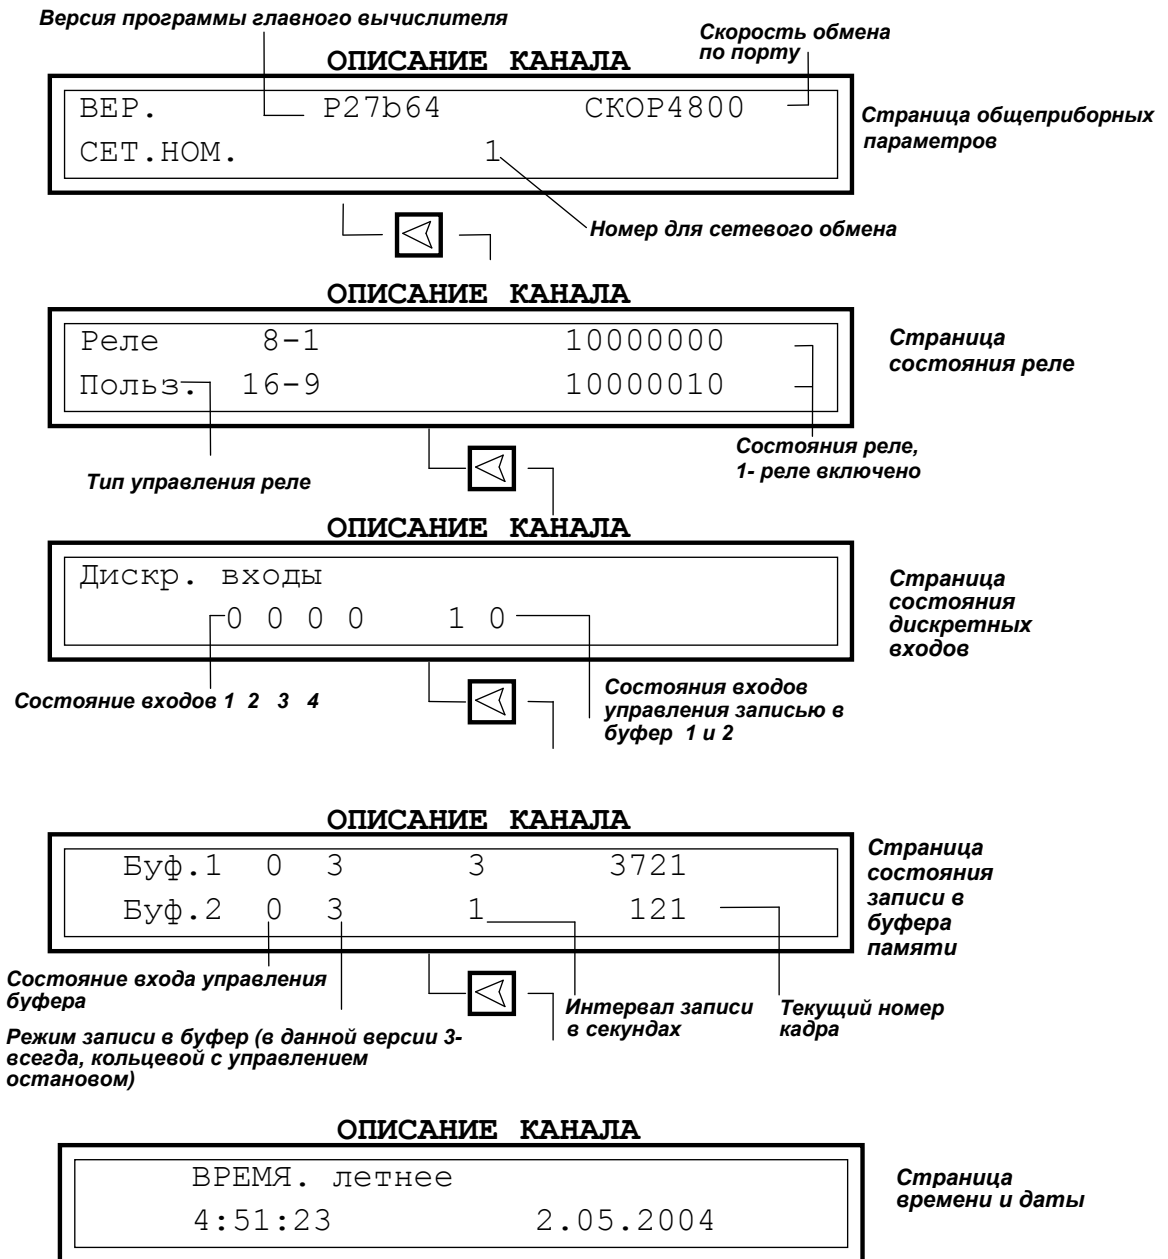 Версия программы главного вычислителя
Скорость обмена
по порту
ОПИСАНИЕ КАНАЛА
ВЕР. P27b64 СКОР4800
СЕТ.НОМ. 1
Страница общеприборных
параметров
Номер для сетевого обмена
ОПИСАНИЕ КАНАЛА
Реле 8-1 10000000
Польз. 16-9 10000010
Страница
состояния реле
Тип управления реле
Состояния реле,
1- реле включено
ОПИСАНИЕ КАНАЛА
Дискр. входы
0 0 0 0 1 0
Страница
состояния
дискретных
входов
Состояние входов 1 2 3 4
Состояния входов
управления записью в
буфер 1 и 2
ОПИСАНИЕ КАНАЛА
Буф.1 0 3 3 3721
Буф.2 0 3 1 121
Страница
состояния
записи в
буфера
памяти
Состояние входа управления
буфера
Режим записи в буфер (в данной версии 3-
всегда, кольцевой с управлением
остановом)
Интервал записи
в секундах
Текущий номер
кадра
ОПИСАНИЕ КАНАЛА
ВРЕМЯ. летнее
4:51:23 2.05.2004
Страница
времени и даты